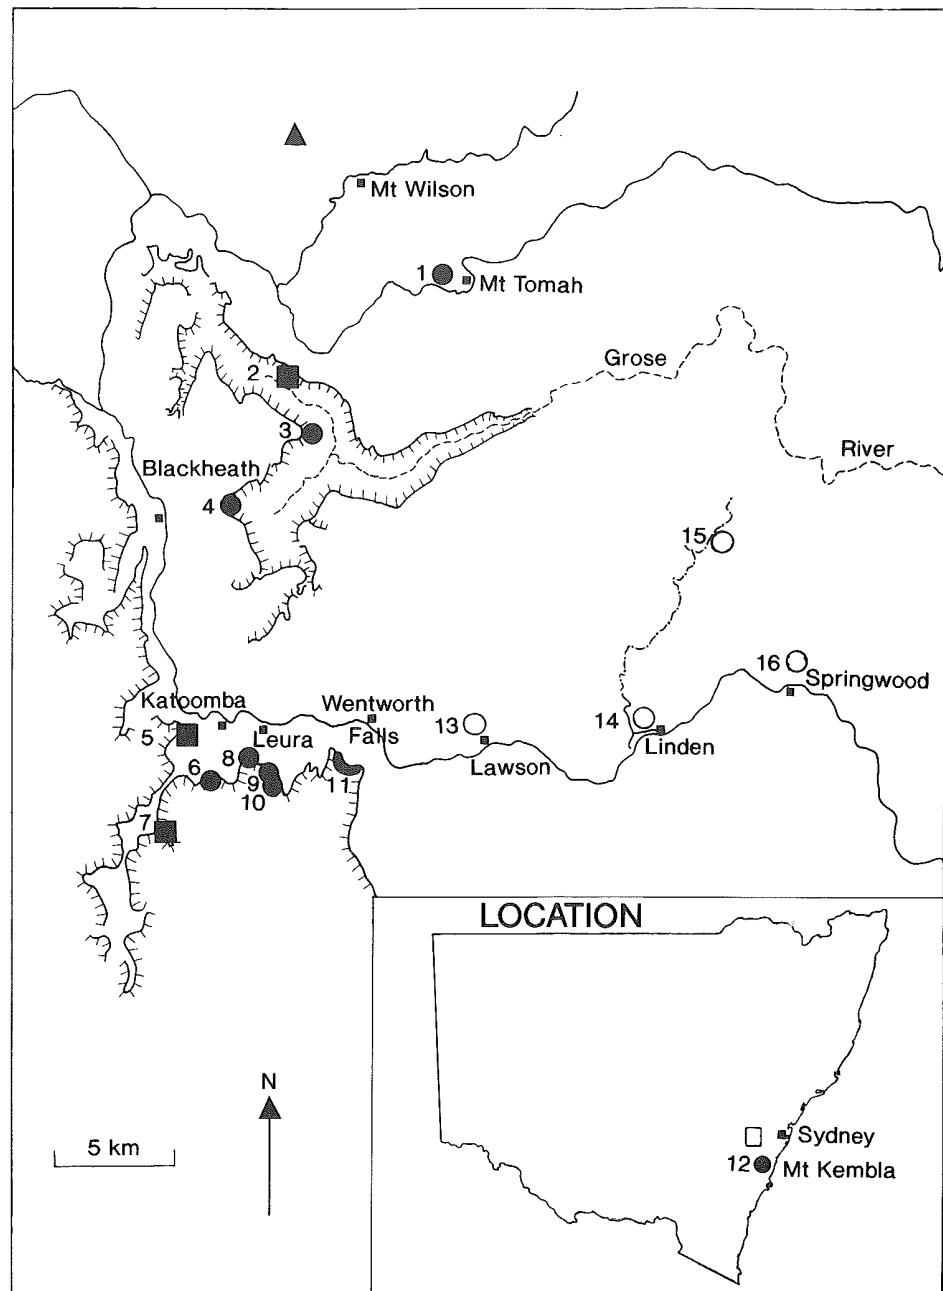 Mt Wilson
1
Mt Tomah
Grose
2
3
River
Blackheath
4
15
16
Springwood
Katoomba
Wentworth
Falls
13
14
5
Leura
Linden
8
Lawson
6
9
11
10
7
LOCATION
N
5 km
Sydney
12
Mt Kembla